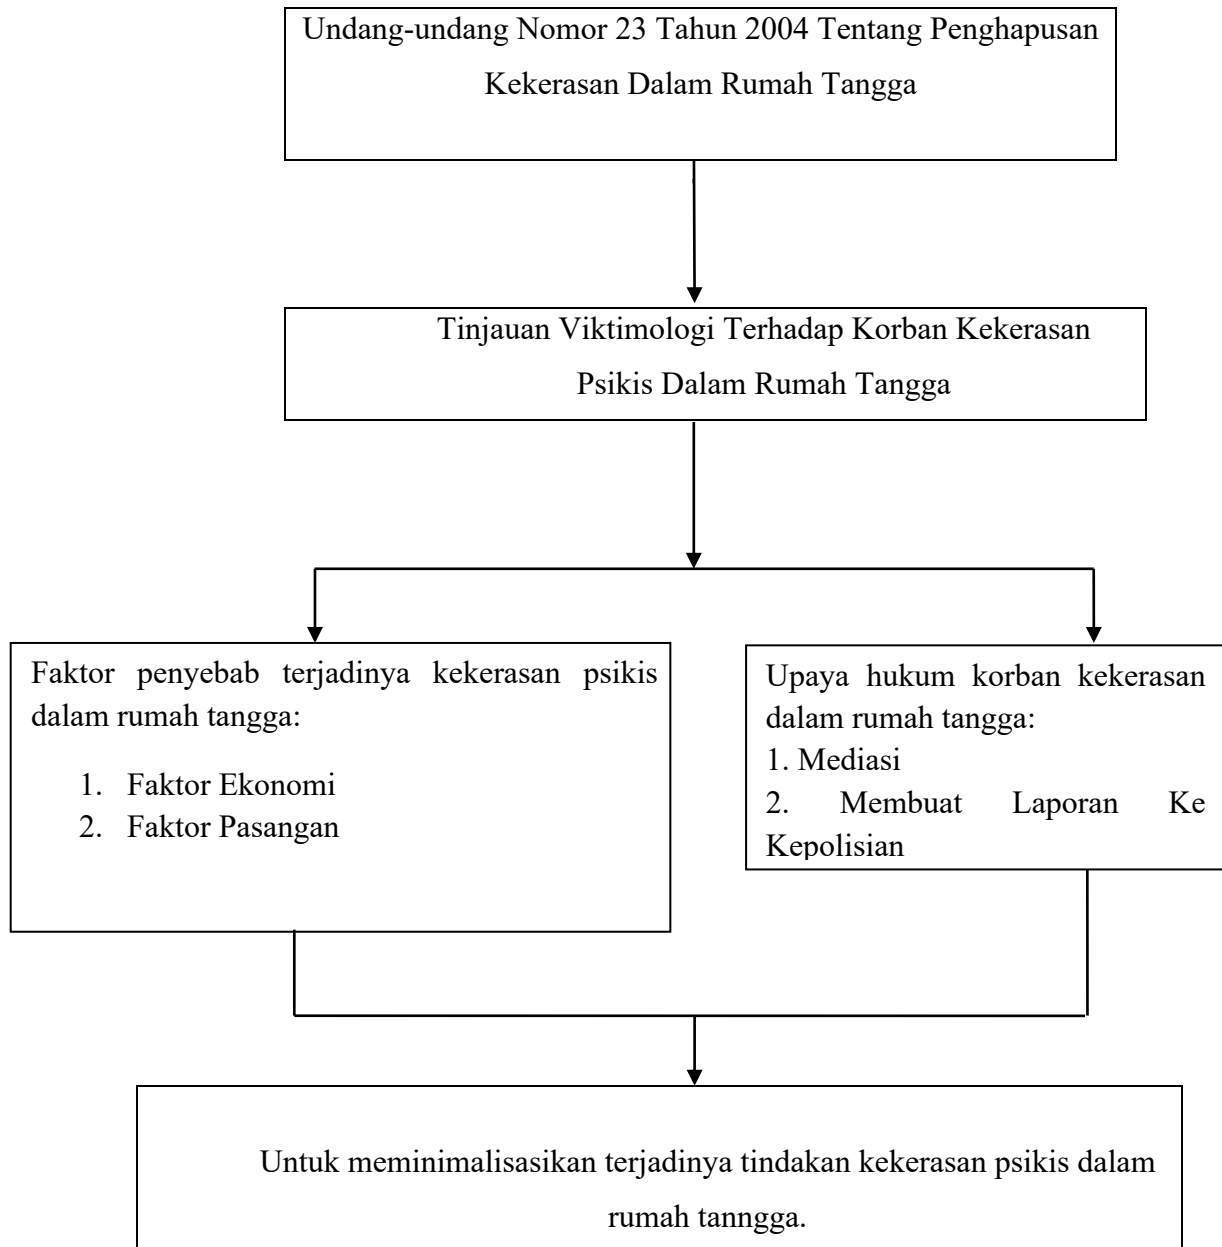 Undang-undang Nomor 23 Tahun 2004 Tentang Penghapusan
Kekerasan Dalam Rumah Tangga
Tinjauan Viktimologi Terhadap Korban Kekerasan
Psikis Dalam Rumah Tangga
Faktor penyebab terjadinya kekerasan psikis
dalam rumah tangga:
1. Faktor Ekonomi
2. Faktor Pasangan
Upaya hukum korban kekerasan
dalam rumah tangga:
1. Mediasi
2. Membuat Laporan Ke
Kepolisian
Untuk meminimalisasikan terjadinya tindakan kekerasan psikis dalam
rumah tanngga.